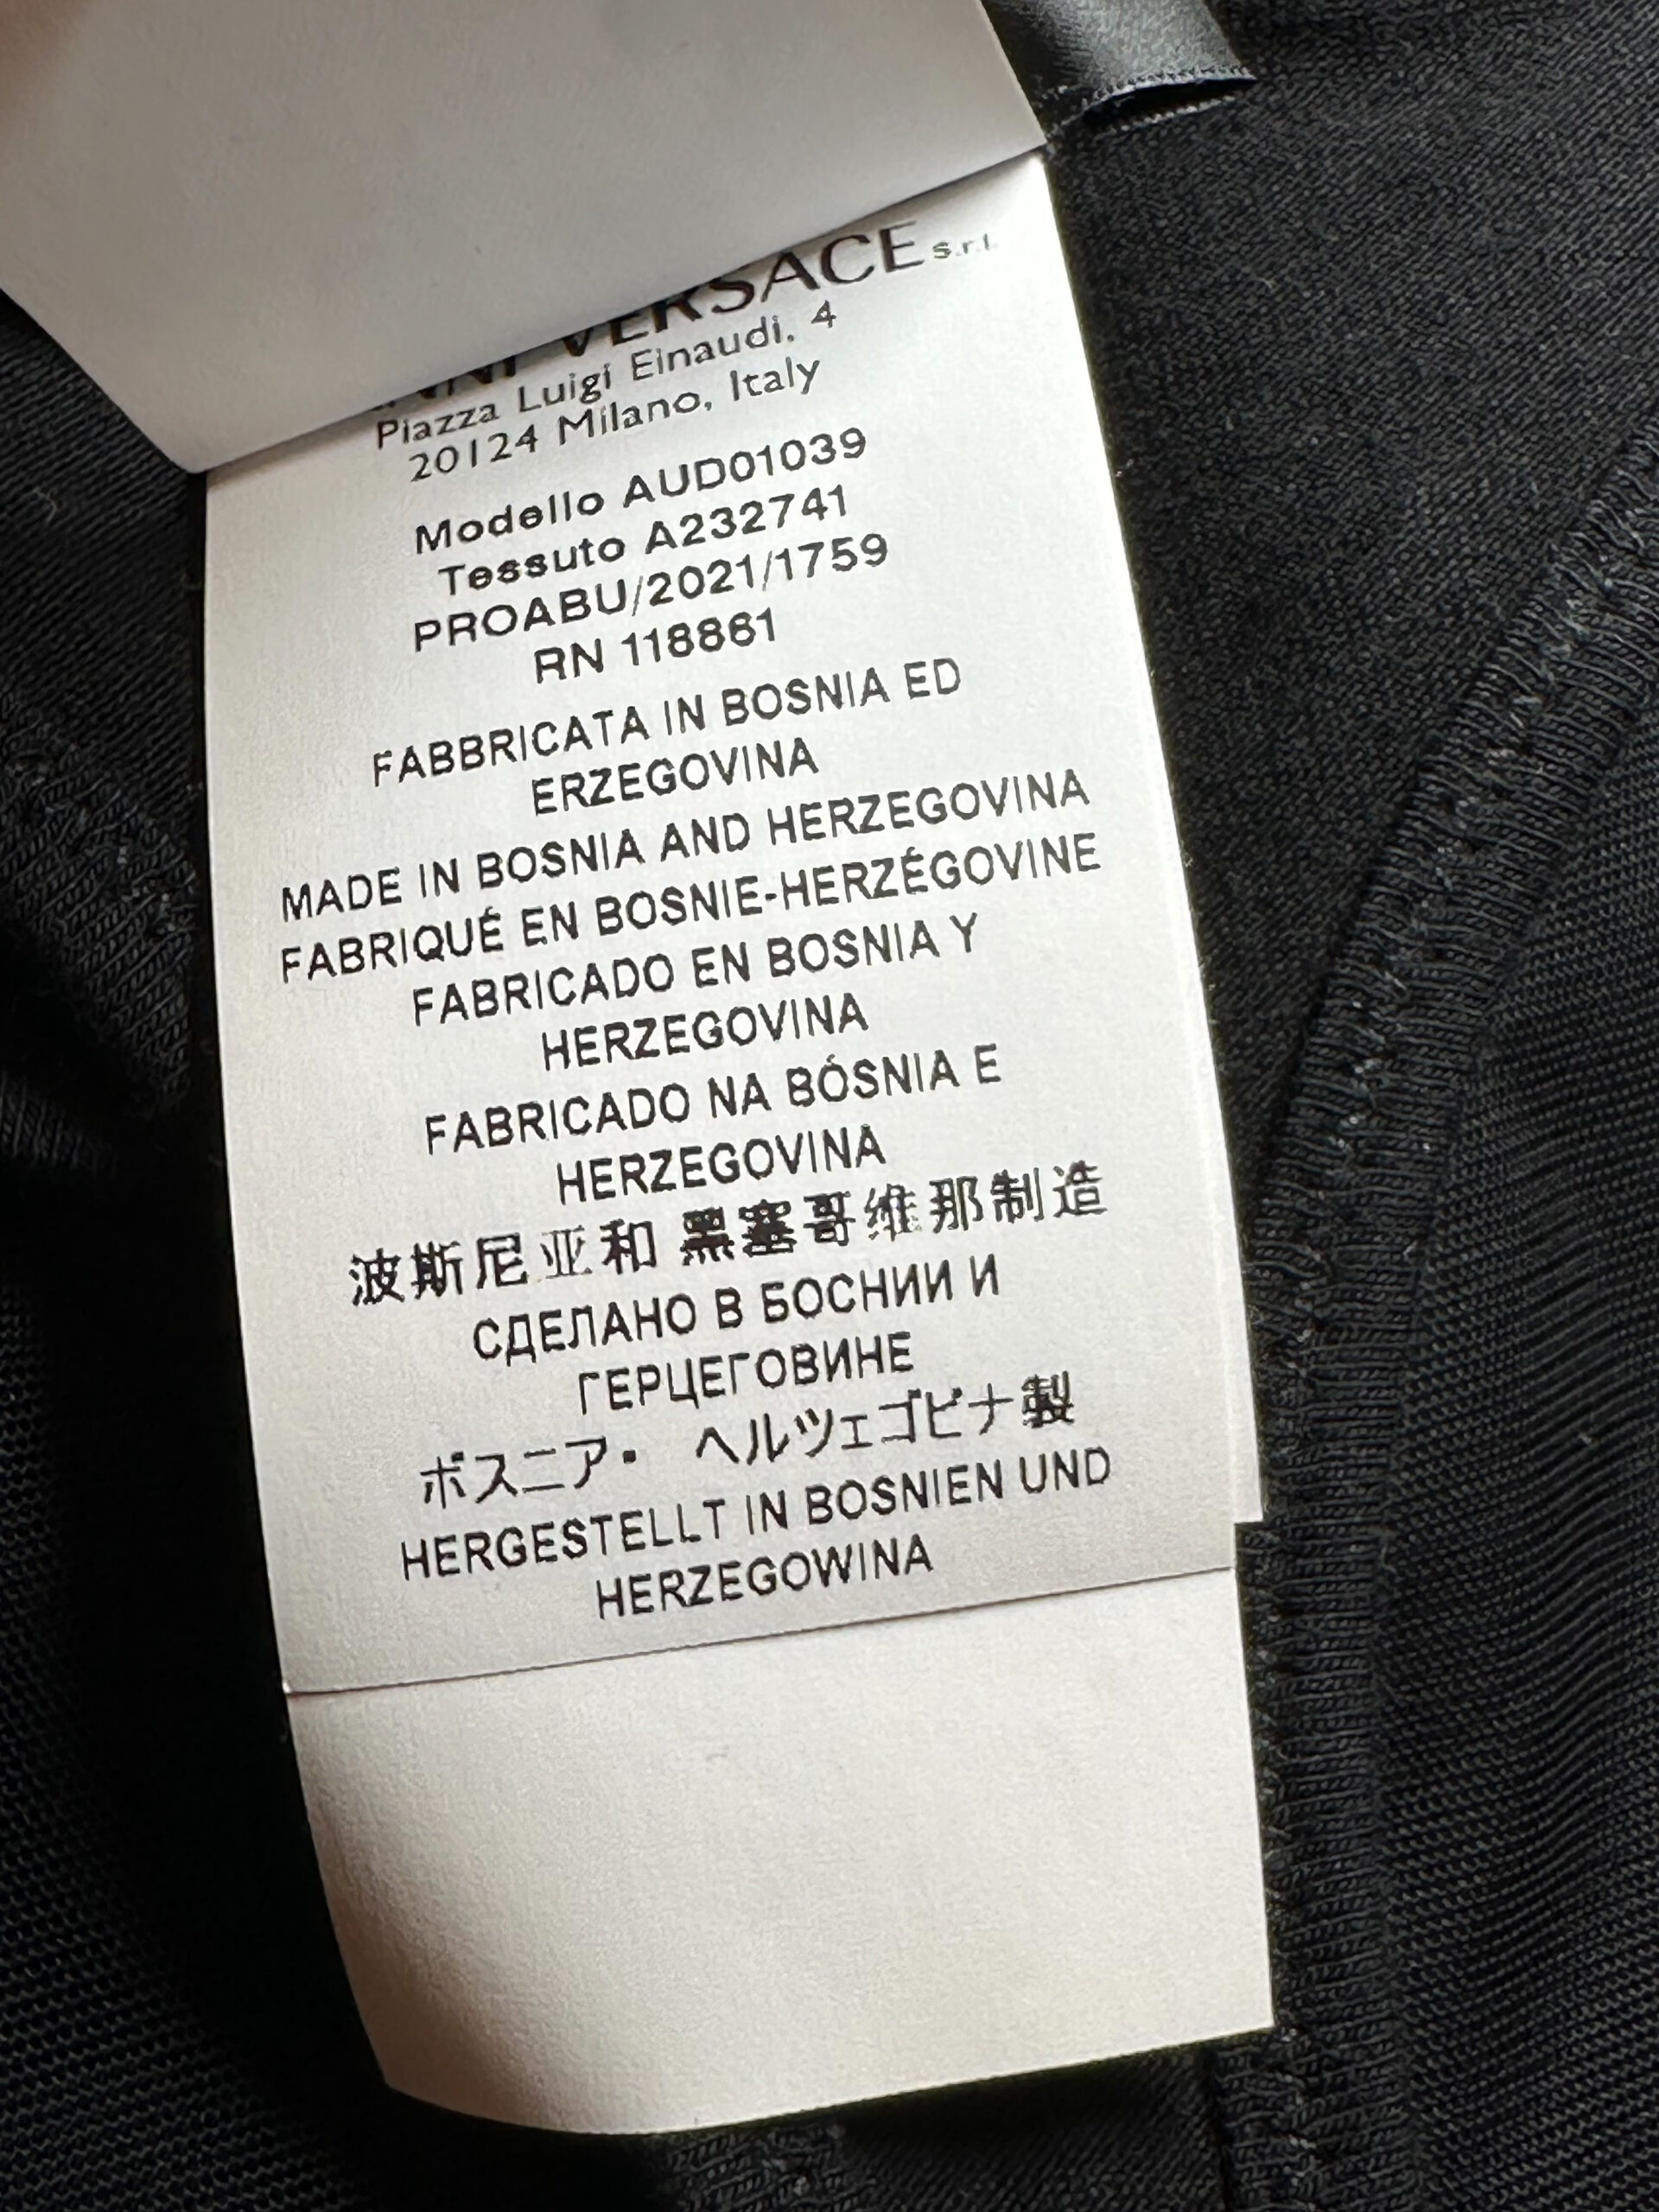 VERSACE s.r.l.
Piazza Luigi Einaudi, 4
20124 Milano, Italy
Modello AUD01039
Tessuto A232741
PROABU/2021/1759
RN 118861
FABBRICATA IN BOSNIA ED
ERZEGOVINA
MADE IN BOSNIA AND HERZEGOVINA
FABRIQUÉ EN BOSNIE-HERZÉGOVINE
FABRICADO EN BOSNIA Y
HERZEGOVINA
FABRICADO NA BÓSNIA E
HERZEGOVINA
波斯尼亚和 黑塞哥维那制造
СДЕЛАНО В БОСНИИ И
ГЕРЦЕГОВИНЕ
ボスニア・ ヘルツェゴビナ製
HERGESTELLT IN BOSNIEN UND
HERZEGOWINA